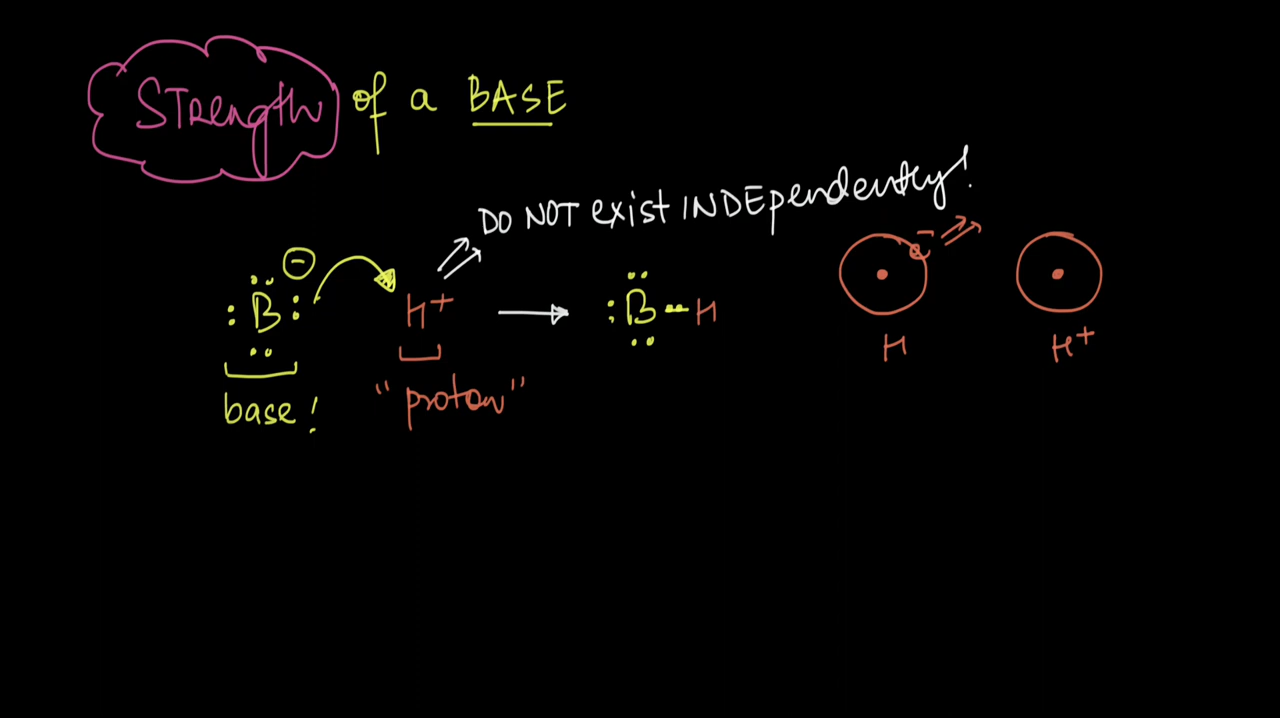 STRength of a BASE
DO NOT exist INDEpendently!
:B: ⊖ H+ → :B–H e-
H H+
base! "proton"